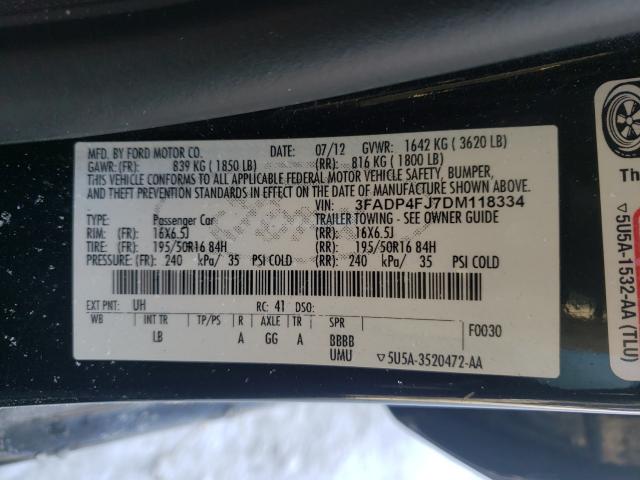 MFD. BY FORD MOTOR CO. DATE: 07/12 GVWR: 1642 KG ( 3620 LB)
GAWR: (FR): 839 KG ( 1850 LB) (RR): 816 KG ( 1800 LB)
THIS VEHICLE CONFORMS TO ALL APPLICABLE FEDERAL MOTOR VEHICLE SAFETY, BUMPER,
AND THEFT PREVENTION STANDARDS IN EFFECT ON THE DATE OF MANUFACTURE SHOWN ABOVE.
VIN: 3FADP4FJ7DM118334
TYPE: Passenger Car TRAILER TOWING - SEE OWNER GUIDE
RIM: (FR): 16X6.5J (RR): 16X6.5J
TIRE: (FR): 195/50R16 84H (RR): 195/50R16 84H
PRESSURE: (FR): 240 kPa/ 35 PSI COLD (RR): 240 kPa/ 35 PSI COLD
EXT PNT: UH RC: 41 DSO:
WB INT TR TP/PS R AXLE TR SPR F0030
LB A GG A BBBB
UMU ▽5U5A-3520472-AA
Th
▽5U5A-1532-AA (TLU)